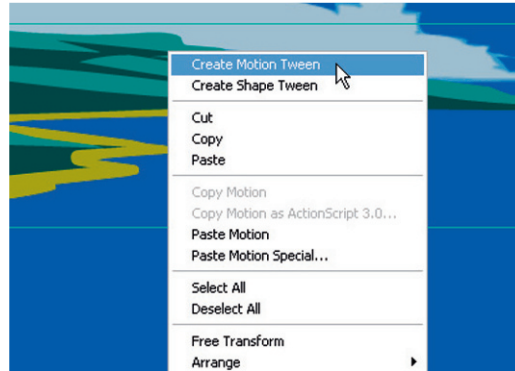 Create Motion Tween
Create Shape Tween
Cut
Copy
Paste
Copy Motion
Copy Motion as ActionScript 3.0...
Paste Motion
Paste Motion Special...
Select All
Deselect All
Free Transform
Arrange